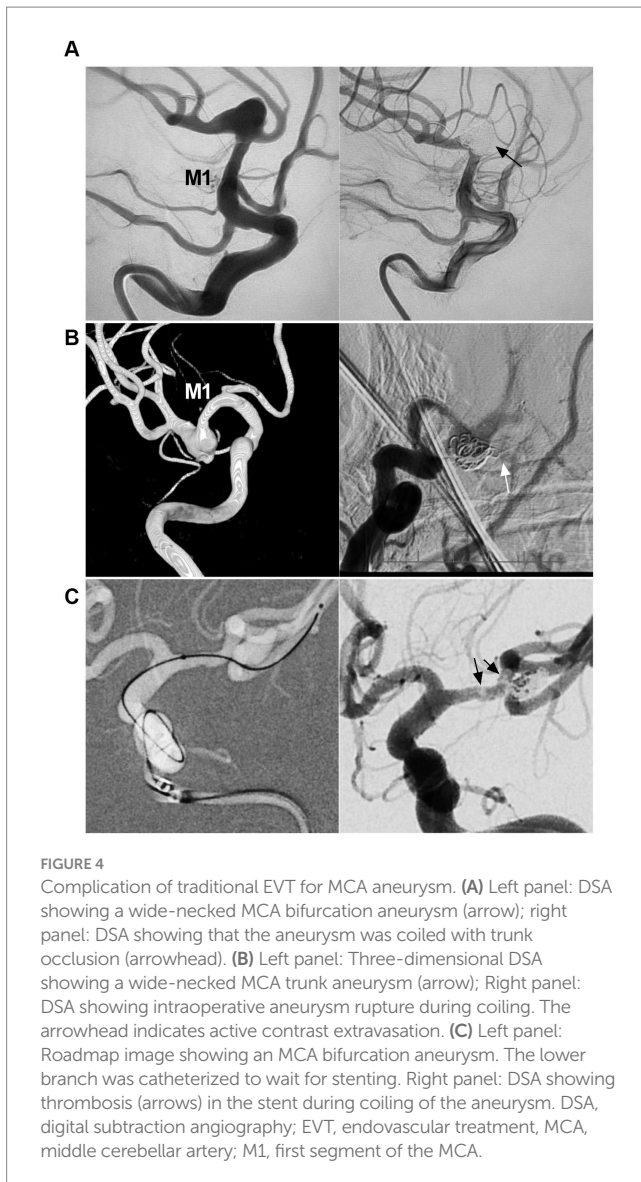 A
M1
B
M1
C
FIGURE 4
Complication of traditional EVT for MCA aneurysm. (A) Left panel: DSA
showing a wide-necked MCA bifurcation aneurysm (arrow); right
panel: DSA showing that the aneurysm was coiled with trunk
occlusion (arrowhead). (B) Left panel: Three-dimensional DSA
showing a wide-necked MCA trunk aneurysm (arrow); Right panel:
DSA showing intraoperative aneurysm rupture during coiling. The
arrowhead indicates active contrast extravasation. (C) Left panel:
Roadmap image showing an MCA bifurcation aneurysm. The lower
branch was catheterized to wait for stenting. Right panel: DSA showing
thrombosis (arrows) in the stent during coiling of the aneurysm. DSA,
digital subtraction angiography; EVT, endovascular treatment, MCA,
middle cerebellar artery; M1, first segment of the MCA.